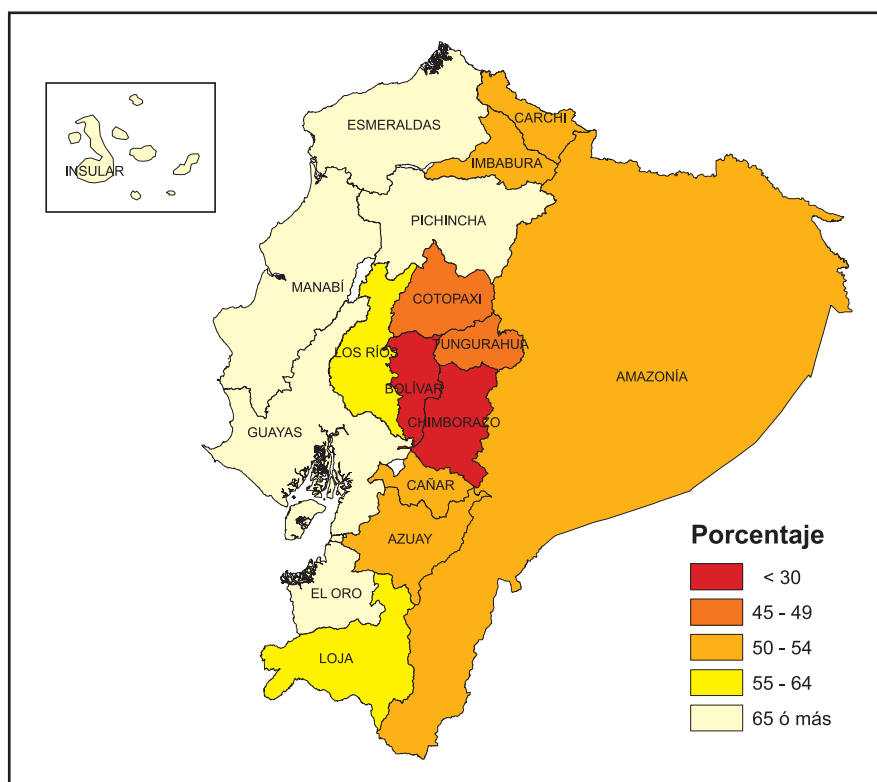 ESMERALDAS
CARCHI
IMBABURA
INSULAR
PICHINCHA
MANABÍ
COTOPAXI
TUNGURAHUA
LOS RÍOS
AMAZONÍA
BOLÍVAR
CHIMBORAZO
GUAYAS
CAÑAR
AZUAY
EL ORO
LOJA
Porcentaje
< 30
45 - 49
50 - 54
55 - 64
65 ó más